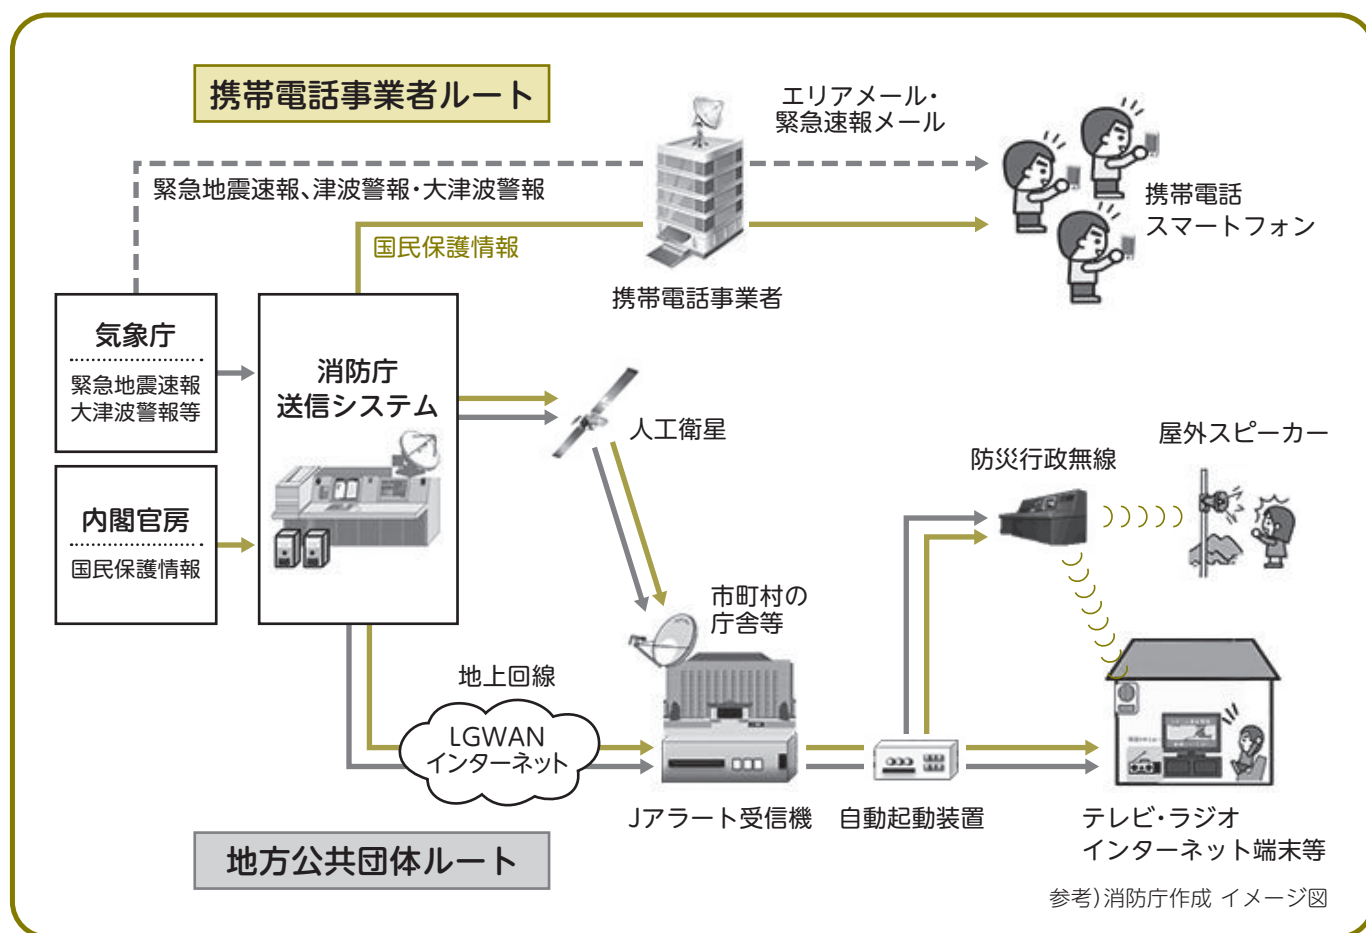 携帯電話事業者ルート
エリアメール・
緊急速報メール
緊急地震速報、津波警報・大津波警報
国民保護情報
携帯電話
スマートフォン
携帯電話事業者
気象庁
緊急地震速報
大津波警報等
消防庁
送信システム
人工衛星
内閣官房
国民保護情報
防災行政無線
屋外スピーカー
市町村の
庁舎等
地上回線
LGWAN
インターネット
Jアラート受信機
自動起動装置
テレビ・ラジオ
インターネット端末等
地方公共団体ルート
参考)消防庁作成 イメージ図